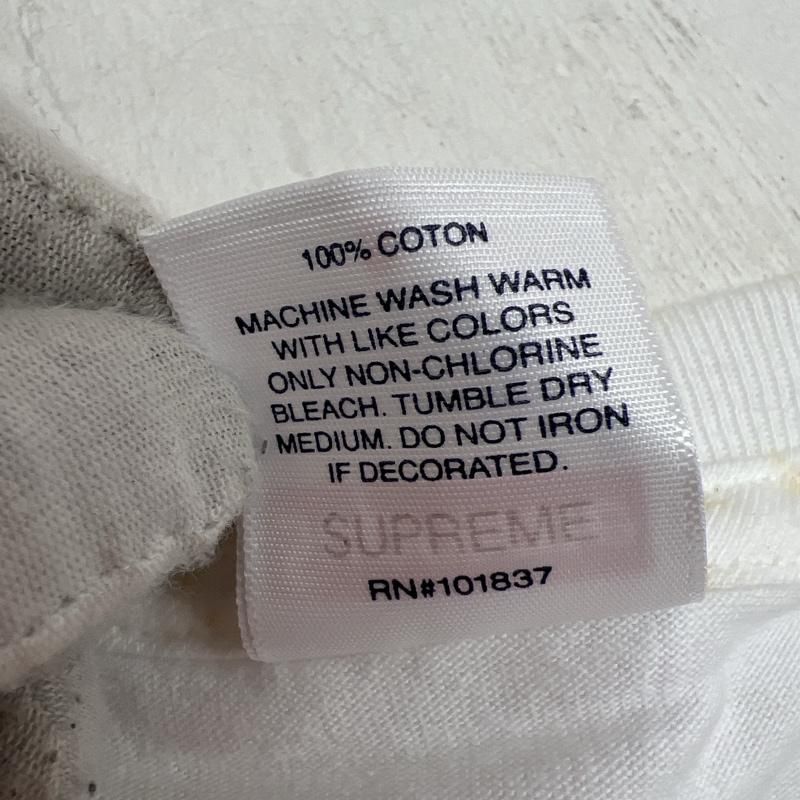 100% COTON
MACHINE WASH WARM
WITH LIKE COLORS
ONLY NON-CHLORINE
BLEACH. TUMBLE DRY
MEDIUM. DO NOT IRON
IF DECORATED.
SUPREME
RN#101837